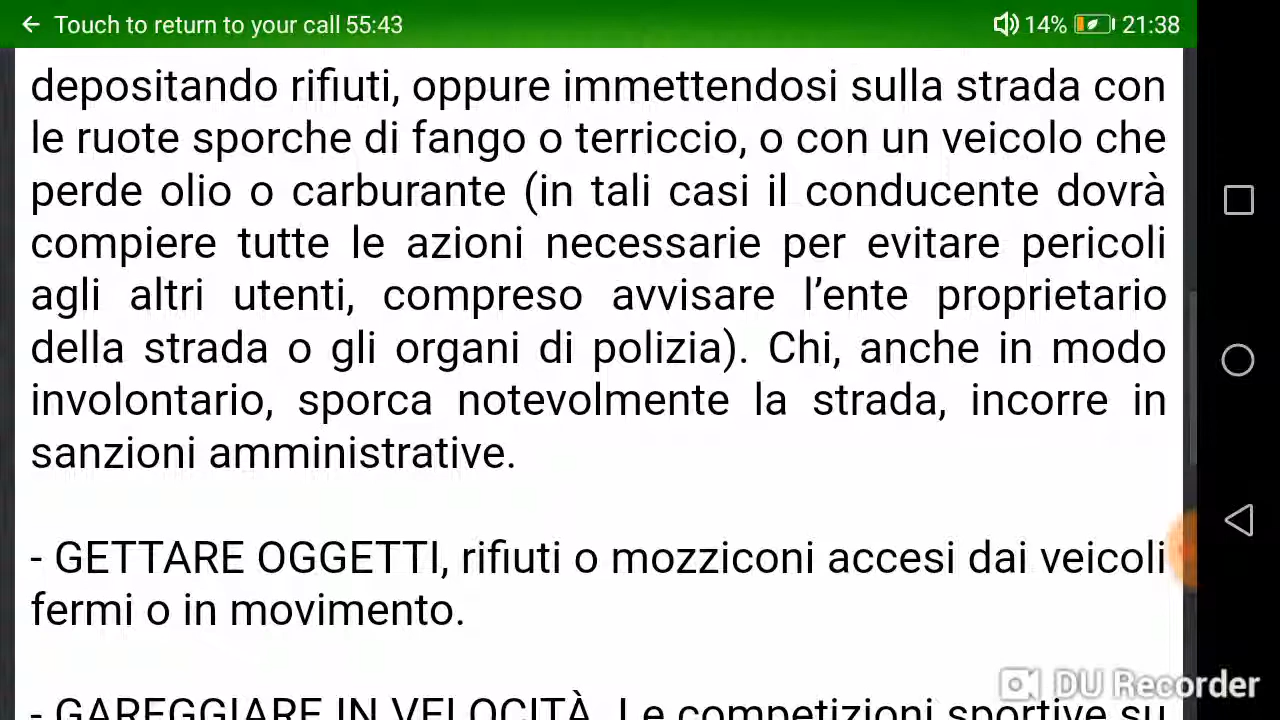 Touch to return to your call 55:43
14% 21:38
depositando rifiuti, oppure immettendosi sulla strada con
le ruote sporche di fango o terriccio, o con un veicolo che
perde olio o carburante (in tali casi il conducente dovrà
compiere tutte le azioni necessarie per evitare pericoli
agli altri utenti, compreso avvisare l’ente proprietario
della strada o gli organi di polizia). Chi, anche in modo
involontario, sporca notevolmente la strada, incorre in
sanzioni amministrative.
- GETTARE OGGETTI, rifiuti o mozziconi accesi dai veicoli
fermi o in movimento.
- GAREGGIARE IN VELOCITÀ. Le competizioni sportive su
DU Recorder